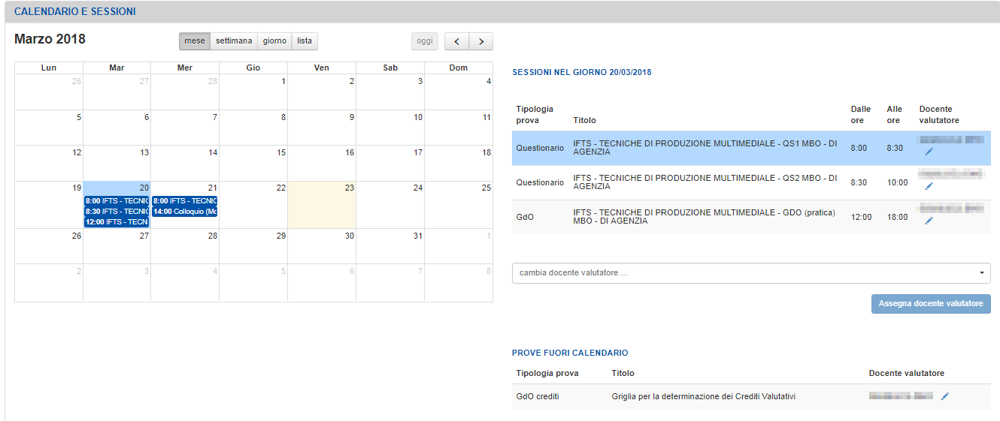 CALENDARIO E SESSIONI
Marzo 2018
mese settimana giorno lista
oggi
Lun Mar Mer Gio Ven Sab Dom
26 27 28 1 2 3 4
5 6 7 8 9 10 11
12 13 14 15 16 17 18
19 20 21 22 23 24 25
8:00 IFTS - TECNIC 8:00 IFTS - TECNIC
8:30 IFTS - TECNIC 14:00 Colloquio (Mo
12:00 IFTS - TECN
26 27 28 29 30 31 1
2 3 4 5 6 7 8
SESSIONI NEL GIORNO 20/03/2018
Tipologia prova Titolo Dalle ore Alle ore Docente valutatore
Questionario IFTS - TECNICHE DI PRODUZIONE MULTIMEDIALE - QS1 MBO - DI 8:00 8:30
AGENZIA
Questionario IFTS - TECNICHE DI PRODUZIONE MULTIMEDIALE - QS2 MBO - DI 8:30 10:00
AGENZIA
GdO IFTS - TECNICHE DI PRODUZIONE MULTIMEDIALE - GDO (pratica) 12:00 18:00
MBO - DI AGENZIA
cambia docente valutatore ...
Assegna docente valutatore
PROVE FUORI CALENDARIO
Tipologia prova Titolo Docente valutatore
GdO crediti Griglia per la determinazione dei Crediti Valutativi